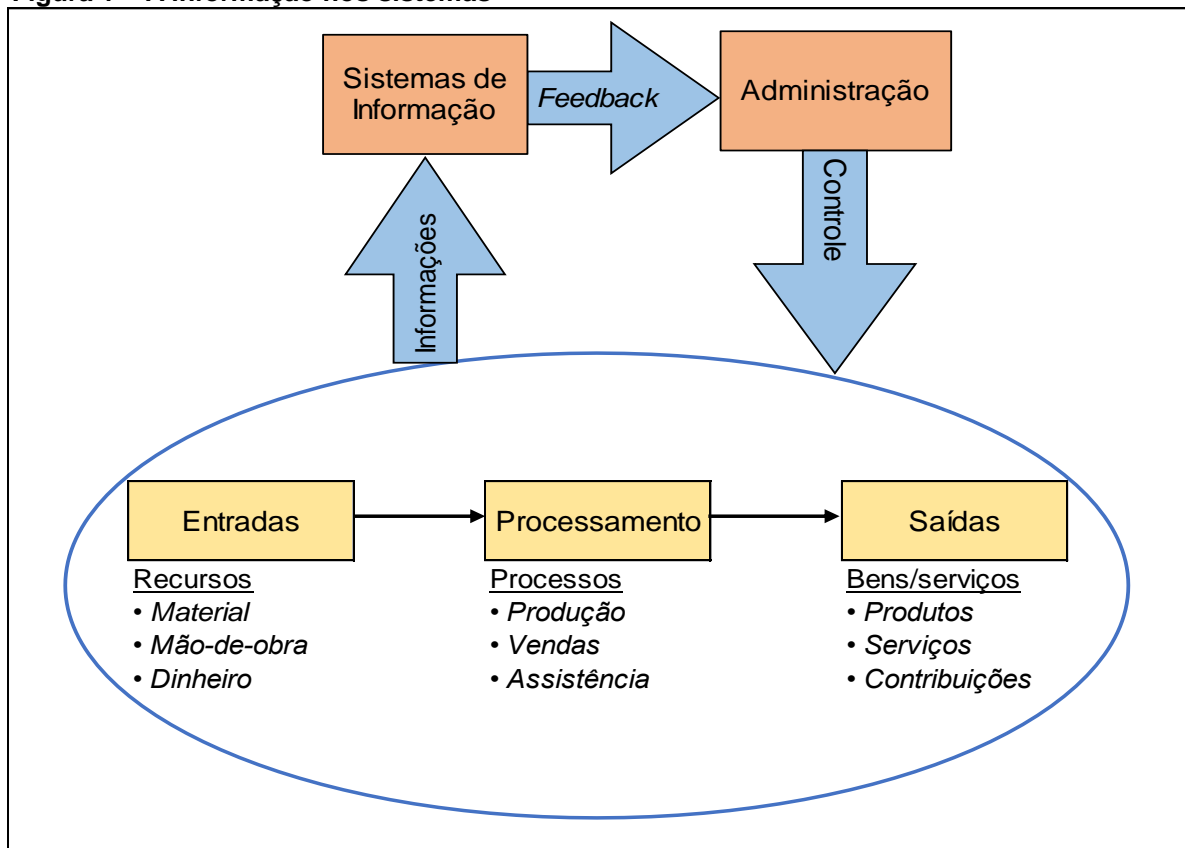 Sistemas de
Informação
Feedback
Administração
Informações
Controle
Entradas
Processamento
Saídas
Recursos
• Material
• Mão-de-obra
• Dinheiro
Processos
• Produção
• Vendas
• Assistência
Bens/serviços
• Produtos
• Serviços
• Contribuições